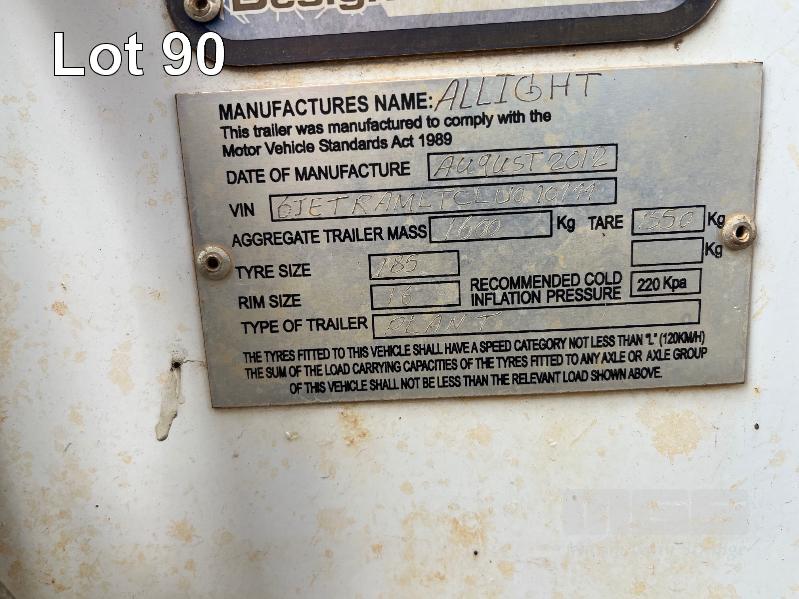 Lot 90
MANUFACTURES NAME: ALLIGHT
This trailer was manufactured to comply with the
Motor Vehicle Standards Act 1989
DATE OF MANUFACTURE AUGUST 2012
VIN
AGGREGATE TRAILER MASS 1600 Kg TARE 550 Kg
Kg
TYRE SIZE 185
RIM SIZE 16 RECOMMENDED COLD INFLATION PRESSURE 220 Kpa
TYPE OF TRAILER PLANT
THE TYRES FITTED TO THIS VEHICLE SHALL HAVE A SPEED CATEGORY NOT LESS THAN "L" (120KM/H)
THE SUM OF THE LOAD CARRYING CAPACITIES OF THE TYRES FITTED TO ANY AXLE OR AXLE GROUP
OF THIS VEHICLE SHALL NOT BE LESS THAN THE RELEVANT LOAD SHOWN ABOVE.